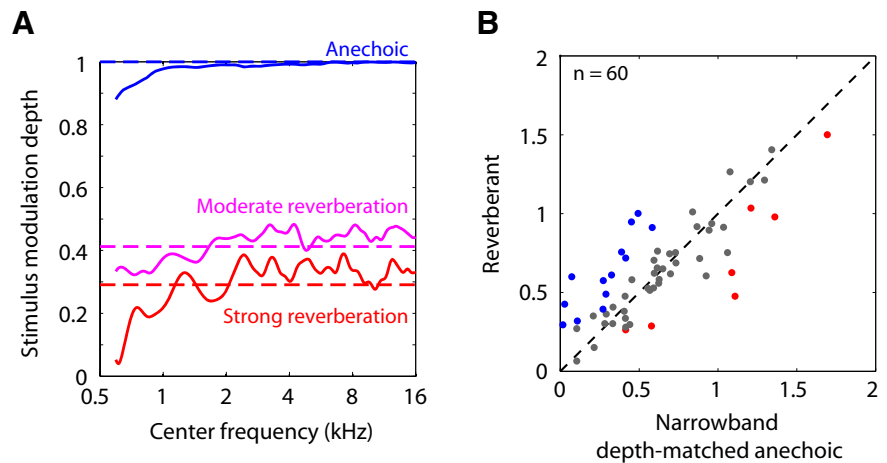 A
Anechoic
1
0.8
0.6
0.4
0.2
0
Stimulus modulation depth
Moderate reverberation
Strong reverberation
0.5
1
2
4
8
16
Center frequency (kHz)
B
n = 60
2
1.5
1
0.5
0
Reverberant
0
0.5
1
1.5
2
Narrowband
depth-matched anechoic